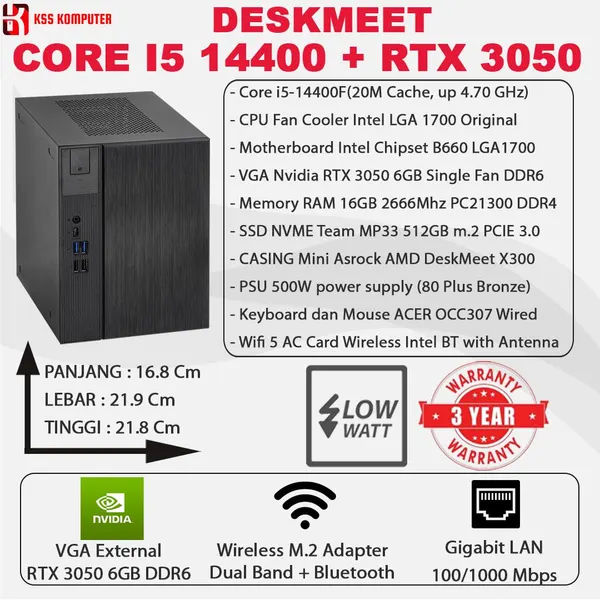 KSS KOMPUTER
DESKMEET
CORE I5 14400 + RTX 3050
- Core i5-14400F(20M Cache, up 4.70 GHz)
- CPU Fan Cooler Intel LGA 1700 Original
- Motherboard Intel Chipset B660 LGA1700
- VGA Nvidia RTX 3050 6GB Single Fan DDR6
- Memory RAM 16GB 2666Mhz PC21300 DDR4
- SSD NVME Team MP33 512GB m.2 PCIE 3.0
- CASING Mini Asrock AMD DeskMeet X300
- PSU 500W power supply (80 Plus Bronze)
- Keyboard dan Mouse ACER OCC307 Wired
- Wifi 5 AC Card Wireless Intel BT with Antenna
PANJANG : 16.8 Cm
LEBAR : 21.9 Cm
TINGGI : 21.8 Cm
LOW
WATT
WARRANTY
3 YEAR
WARRANTY
NVIDIA
VGA External
RTX 3050 6GB DDR6
Wireless M.2 Adapter
Dual Band + Bluetooth
Gigabit LAN
100/1000 Mbps